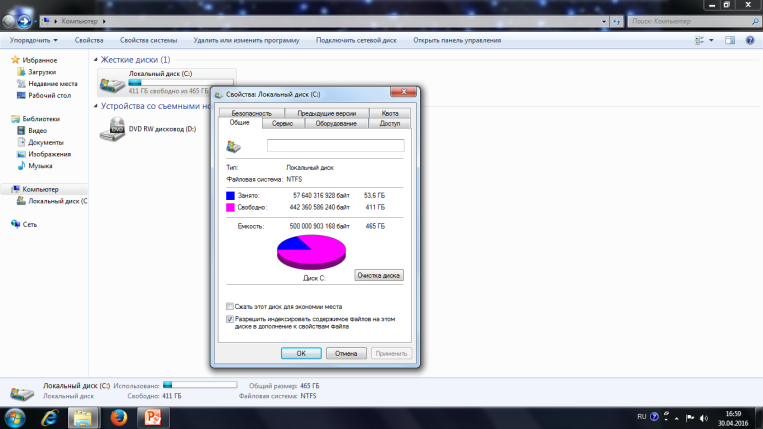 Компьютер
Поиск: Компьютер
Упорядочить Свойства Свойства системы Удалить или изменить программу Подключить сетевой диск Открыть панель управления
Избранное
Загрузки
Недавние места
Рабочий стол
Библиотеки
Видео
Документы
Изображения
Музыка
Компьютер
Локальный диск (C
Сеть
Жесткие диски (1)
Локальный диск (C:)
411 ГБ свободно из 465 ГБ
Устройства со съемными но
DVD RW дисковод (D:)
Свойства: Локальный диск (C:)
Безопасность Предыдущие версии Квота
Общие Сервис Оборудование Доступ
Тип: Локальный диск
Файловая система: NTFS
Занято: 57 640 316 928 байт 53.6 ГБ
Свободно: 442 360 586 240 байт 411 ГБ
Емкость: 500 000 903 168 байт 465 ГБ
Диск C:
Очистка диска
Сжать этот диск для экономии места
Разрешить индексировать содержимое файлов на этом
диске в дополнение к свойствам файла
ОК Отмена Применить
Локальный диск (C:) Использовано: Общий размер: 465 ГБ
Свободно: 411 ГБ Файловая система: NTFS
RU
16:59
30.04.2016